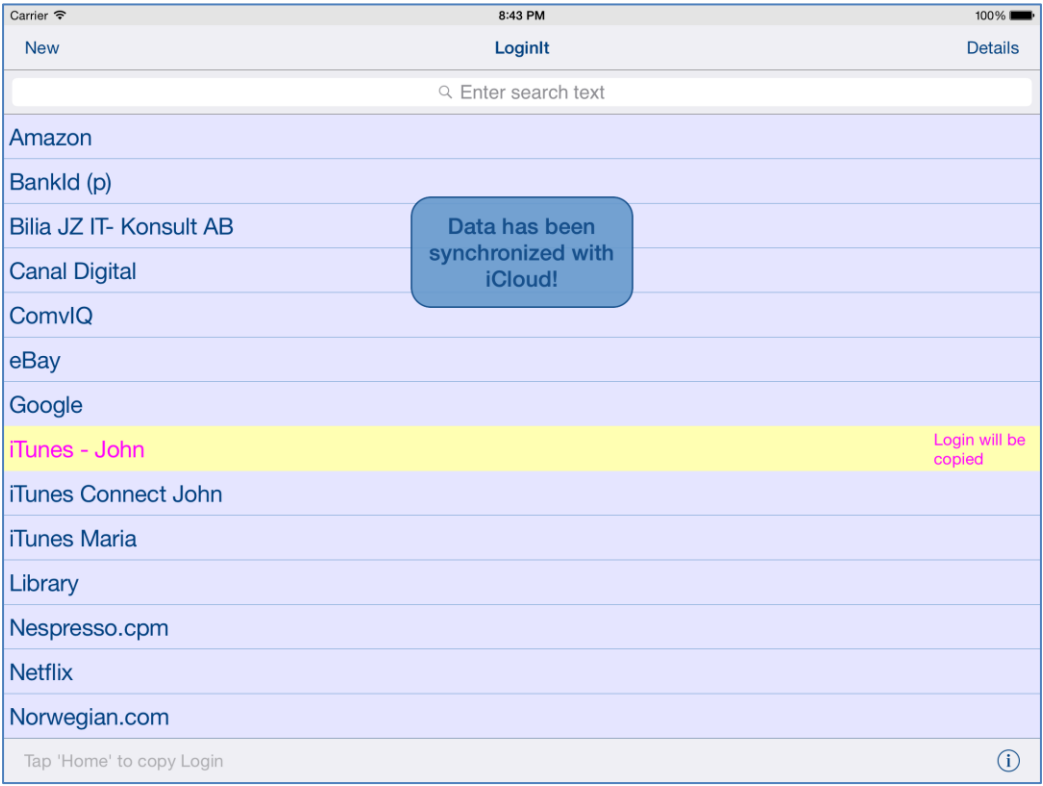 Carrier 8:43 PM 100%
New LoginIt Details
Enter search text
Amazon
BankId (p)
Bilia JZ IT- Konsult AB
Data has been
synchronized with
iCloud!
Canal Digital
ComvIQ
eBay
Google
iTunes - John
Login will be
copied
iTunes Connect John
iTunes Maria
Library
Nespresso.cpm
Netflix
Norwegian.com
Tap 'Home' to copy Login